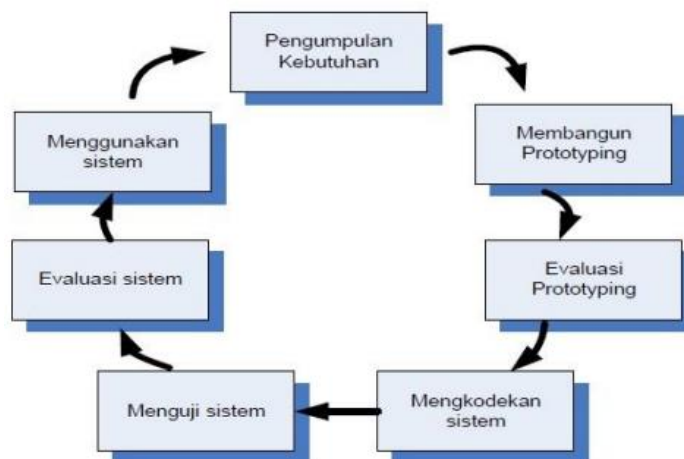 Pengumpulan
Kebutuhan
Membangun
Prototyping
Evaluasi
Prototyping
Mengkodekan
sistem
Menguji sistem
Evaluasi sistem
Menggunakan
sistem